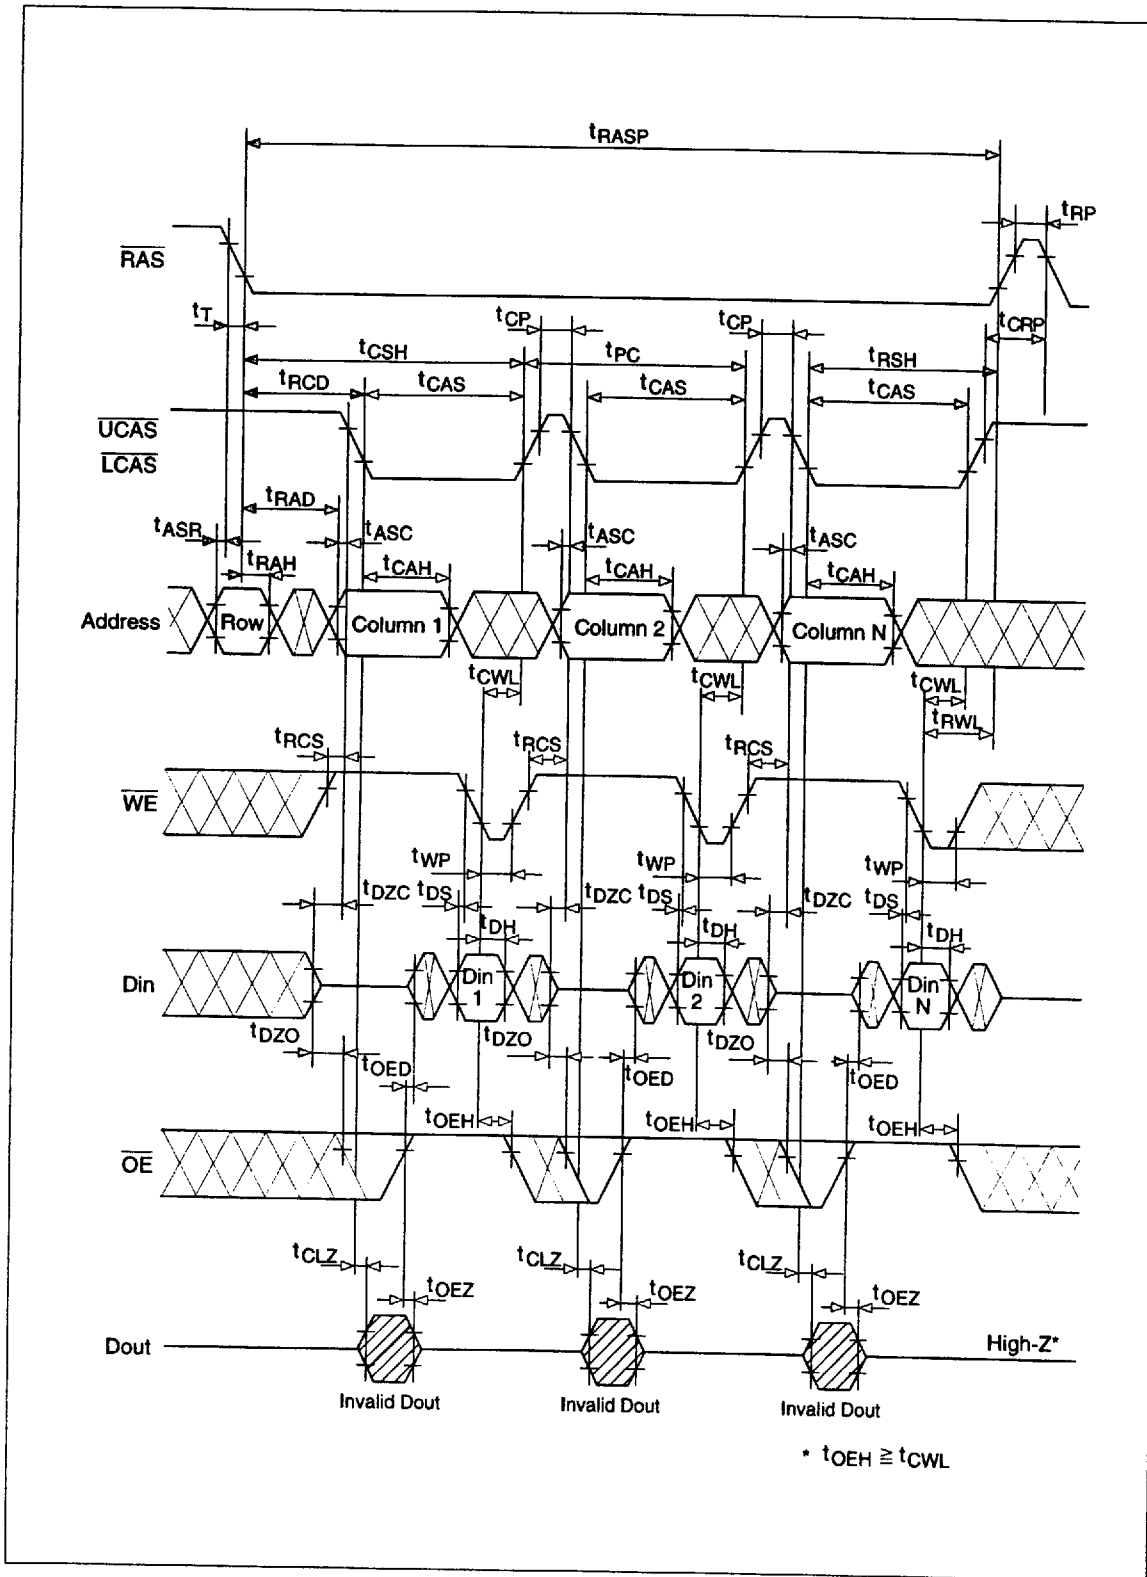 tRASP
tRP
RAS
tT
tCP
tCP
tCRP
tCSH
tPC
tRSH
tRCD
tCAS
tCAS
tCAS
UCAS
LCAS
tRAD
tASR
tASC
tASC
tASC
tRAH
tCAH
tCAH
tCAH
Address
Row
Column 1
Column 2
Column N
tCWL
tCWL
tCWL
tRWL
tRCS
tRCS
tRCS
WE
tWP
tWP
tWP
tDZC
tDS
tDZC
tDS
tDZC
tDS
tDH
tDH
tDH
Din
Din 1
Din 2
Din N
tDZO
tDZO
tDZO
tOED
tOED
tOED
tOEH
tOEH
tOEH
OE
tCLZ
tCLZ
tCLZ
tOEZ
tOEZ
tOEZ
Dout
High-Z*
Invalid Dout
Invalid Dout
Invalid Dout
* tOEH ≧ tCWL